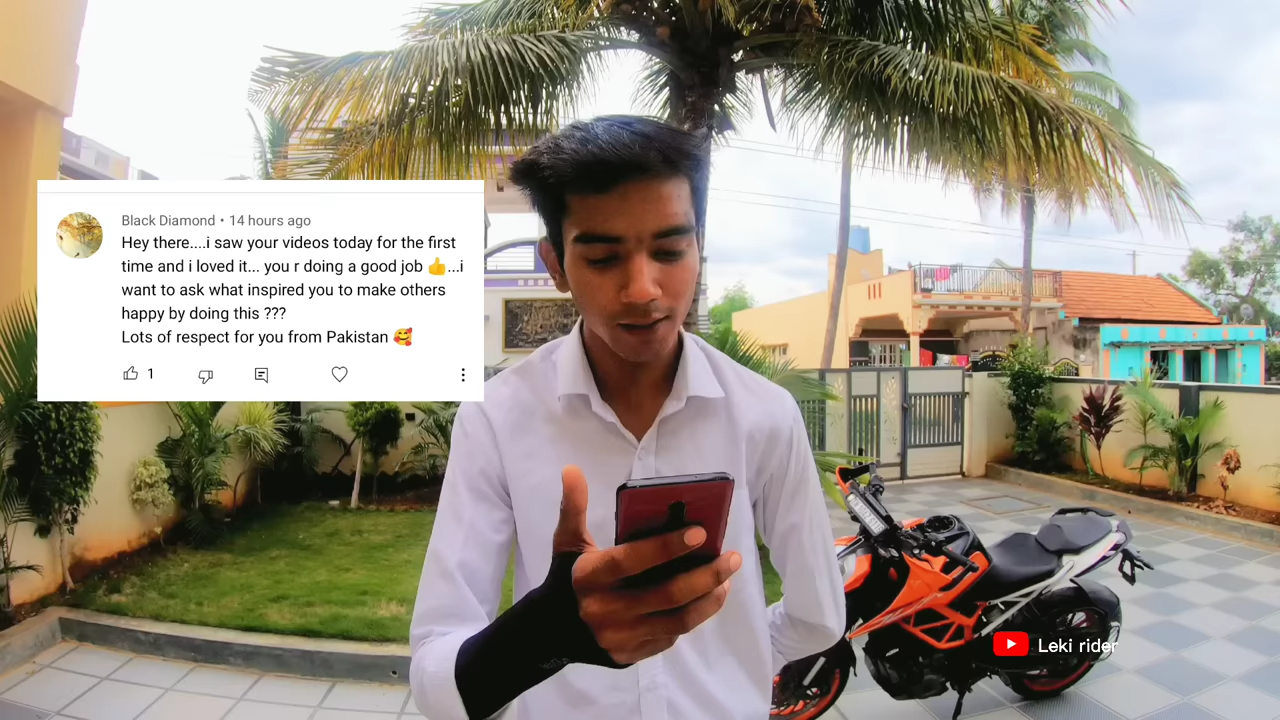 Black Diamond • 14 hours ago
Hey there....i saw your videos today for the first
time and i loved it... you r doing a good job 👍...i
want to ask what inspired you to make others
happy by doing this ???
Lots of respect for you from Pakistan 🥰
1
Leki rider